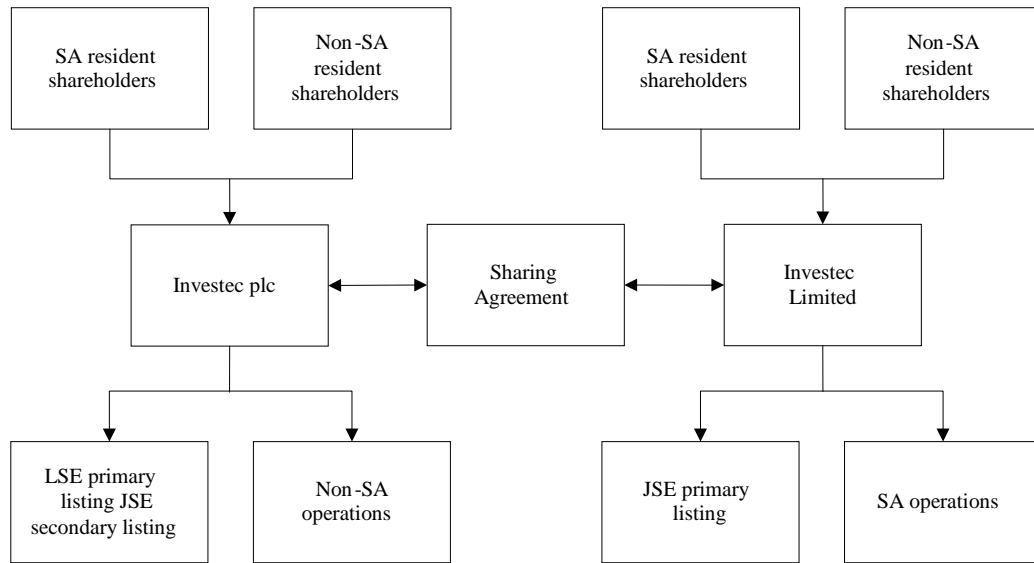 SA resident
shareholders
Non-SA
resident
shareholders
SA resident
shareholders
Non-SA
resident
shareholders
Investec plc
Sharing
Agreement
Investec
Limited
LSE primary
listing JSE
secondary listing
Non-SA
operations
JSE primary
listing
SA operations